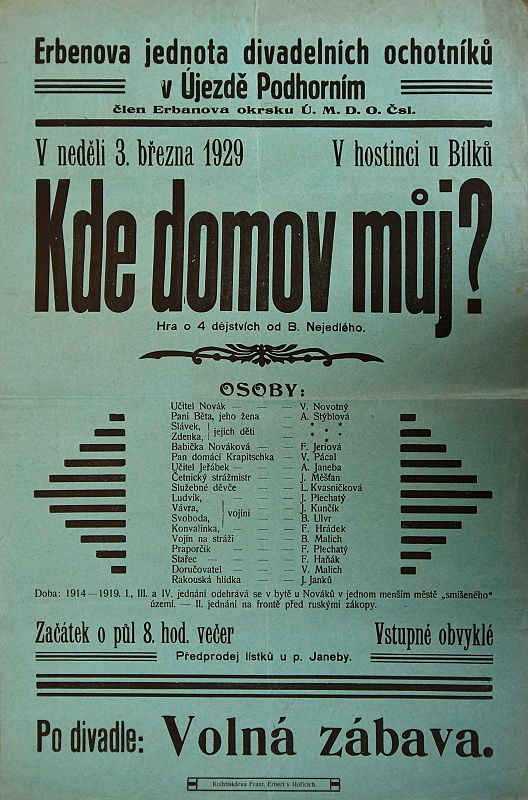 Erbenova jednota divadelních ochotníků
v Újezdě Podhorním
člen Erbanova okrsku Ú. M. D. O. Čsl.
V neděli 3. března 1929 V hostinci u Bílků
Kde domov můj?
Hra o 4 dějstvích od B. Nejedlého.
OSOBY:
Učitel Novák — — — V. Novotný
Paní Běta, jeho žena — A. Stýblová
Slávek, } jejich děti — * * *
Zdenka, — * * *
Babička Nováková — — F. Jeriová
Pan domácí Krapitschka — V. Pácal
Učitel Jeřábek — — A. Janeba
Četnický strážmistr — J. Měšťan
Služebné děvče — — L. Kvasničková
Ludvík, — — J. Plechatý
Vávra, } vojíni — J. Kunčík
Svoboda, — B. Ulvr
Konvalinka, — — F. Hrádek
Vojín na stráži — — B. Malich
Praporčík — — — F. Plechatý
Stařec — — — F. Haňák
Doručovatel — — — V. Malich
Rakouská hlídka — — J. Janků
Doba: 1914—1919. I., III. a IV. jednání odehrává se v bytě u Nováků v jednom menším městě „smíšeného"
území. — II. jednání na frontě před ruskými zákopy.
Začátek o půl 8. hod. večer Vstupné obvyklé
Předprodej lístků u p. Janeby.
Po divadle: Volná zábava.
Knihtiskárna Frant. Erbert v Hořicích.